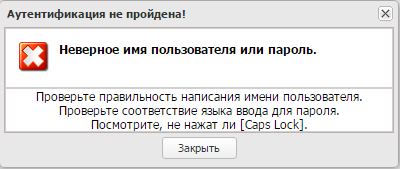 Аутентификация не пройдена!
Неверное имя пользователя или пароль.
Проверьте правильность написания имени пользователя.
Проверьте соответствие языка ввода для пароля.
Посмотрите, не нажат ли [Caps Lock].
Закрыть